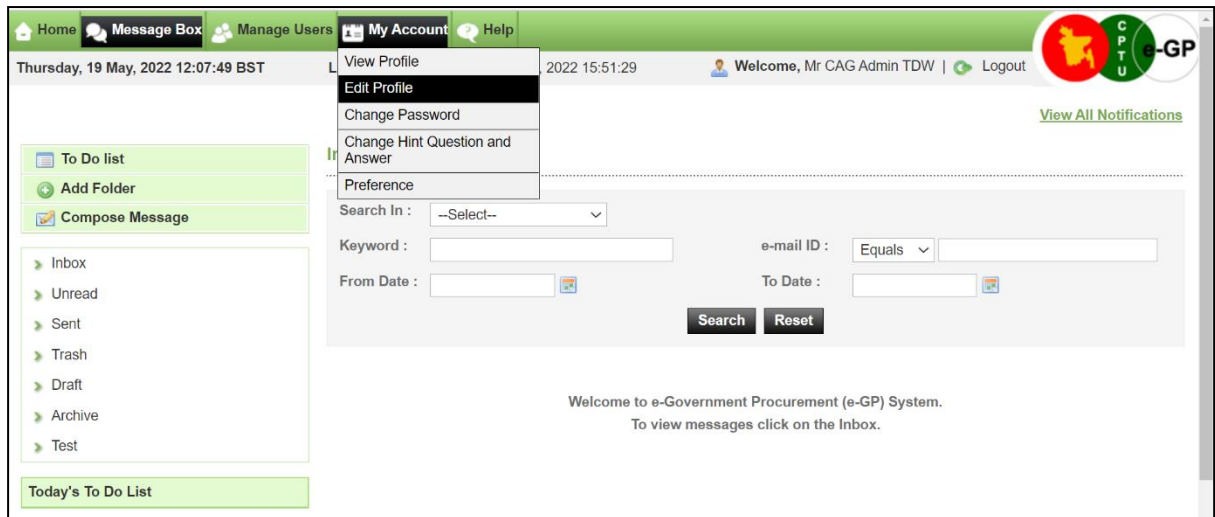 Home Message Box Manage Users My Account Help
C P T U e-GP
Thursday, 19 May, 2022 12:07:49 BST L , 2022 15:51:29 Welcome, Mr CAG Admin TDW | Logout
View Profile
Edit Profile
Change Password
Change Hint Question and
Answer
Preference
View All Notifications
To Do list
Add Folder
Compose Message
Inbox
Unread
Sent
Trash
Draft
Archive
Test
Today's To Do List
Search In : --Select--
Keyword : e-mail ID : Equals
From Date : To Date :
Search Reset
Welcome to e-Government Procurement (e-GP) System.
To view messages click on the Inbox.